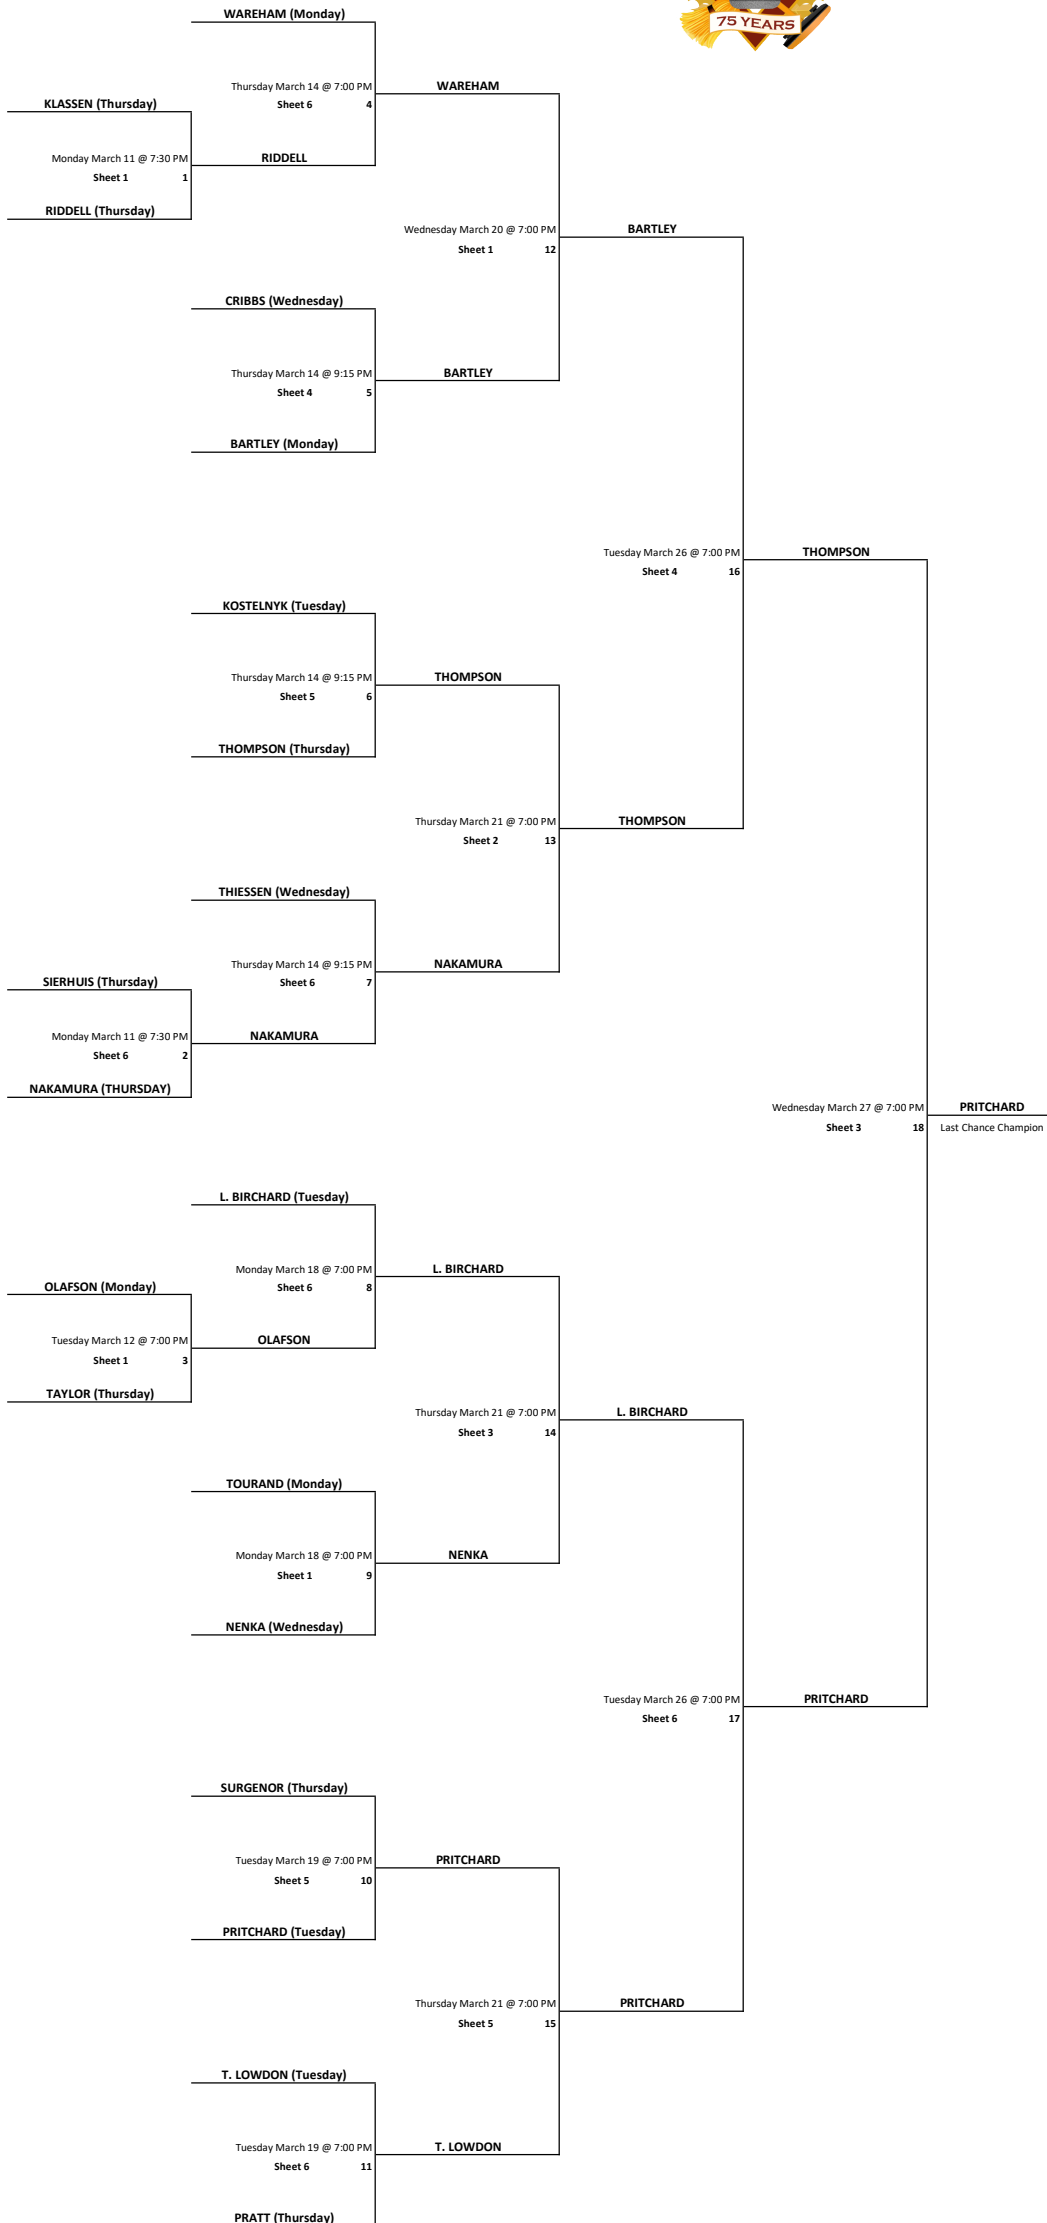 WAREHAM (Monday)
75 YEARS
Thursday March 14 @ 7:00 PM
WAREHAM
Sheet 6 4
KLASSEN (Thursday)
Monday March 11 @ 7:30 PM
RIDDELL
Sheet 1 1
RIDDELL (Thursday)
Wednesday March 20 @ 7:00 PM
BARTLEY
Sheet 1 12
CRIBBS (Wednesday)
Thursday March 14 @ 9:15 PM
BARTLEY
Sheet 4 5
BARTLEY (Monday)
Tuesday March 26 @ 7:00 PM
THOMPSON
Sheet 4 16
KOSTELNYK (Tuesday)
Thursday March 14 @ 9:15 PM
THOMPSON
Sheet 5 6
THOMPSON (Thursday)
Thursday March 21 @ 7:00 PM
THOMPSON
Sheet 2 13
THIESSEN (Wednesday)
Thursday March 14 @ 9:15 PM
NAKAMURA
Sheet 6 7
SIERHUIS (Thursday)
Monday March 11 @ 7:30 PM
NAKAMURA
Sheet 6 2
NAKAMURA (THURSDAY)
Wednesday March 27 @ 7:00 PM
PRITCHARD
Sheet 3 18
Last Chance Champion
L. BIRCHARD (Tuesday)
Monday March 18 @ 7:00 PM
L. BIRCHARD
Sheet 6 8
OLAFSON (Monday)
Tuesday March 12 @ 7:00 PM
OLAFSON
Sheet 1 3
TAYLOR (Thursday)
Thursday March 21 @ 7:00 PM
L. BIRCHARD
Sheet 3 14
TOURAND (Monday)
Monday March 18 @ 7:00 PM
NENKA
Sheet 1 9
NENKA (Wednesday)
Tuesday March 26 @ 7:00 PM
PRITCHARD
Sheet 6 17
SURGENOR (Thursday)
Tuesday March 19 @ 7:00 PM
PRITCHARD
Sheet 5 10
PRITCHARD (Tuesday)
Thursday March 21 @ 7:00 PM
PRITCHARD
Sheet 5 15
T. LOWDON (Tuesday)
Tuesday March 19 @ 7:00 PM
T. LOWDON
Sheet 6 11
PRATT (Thursday)